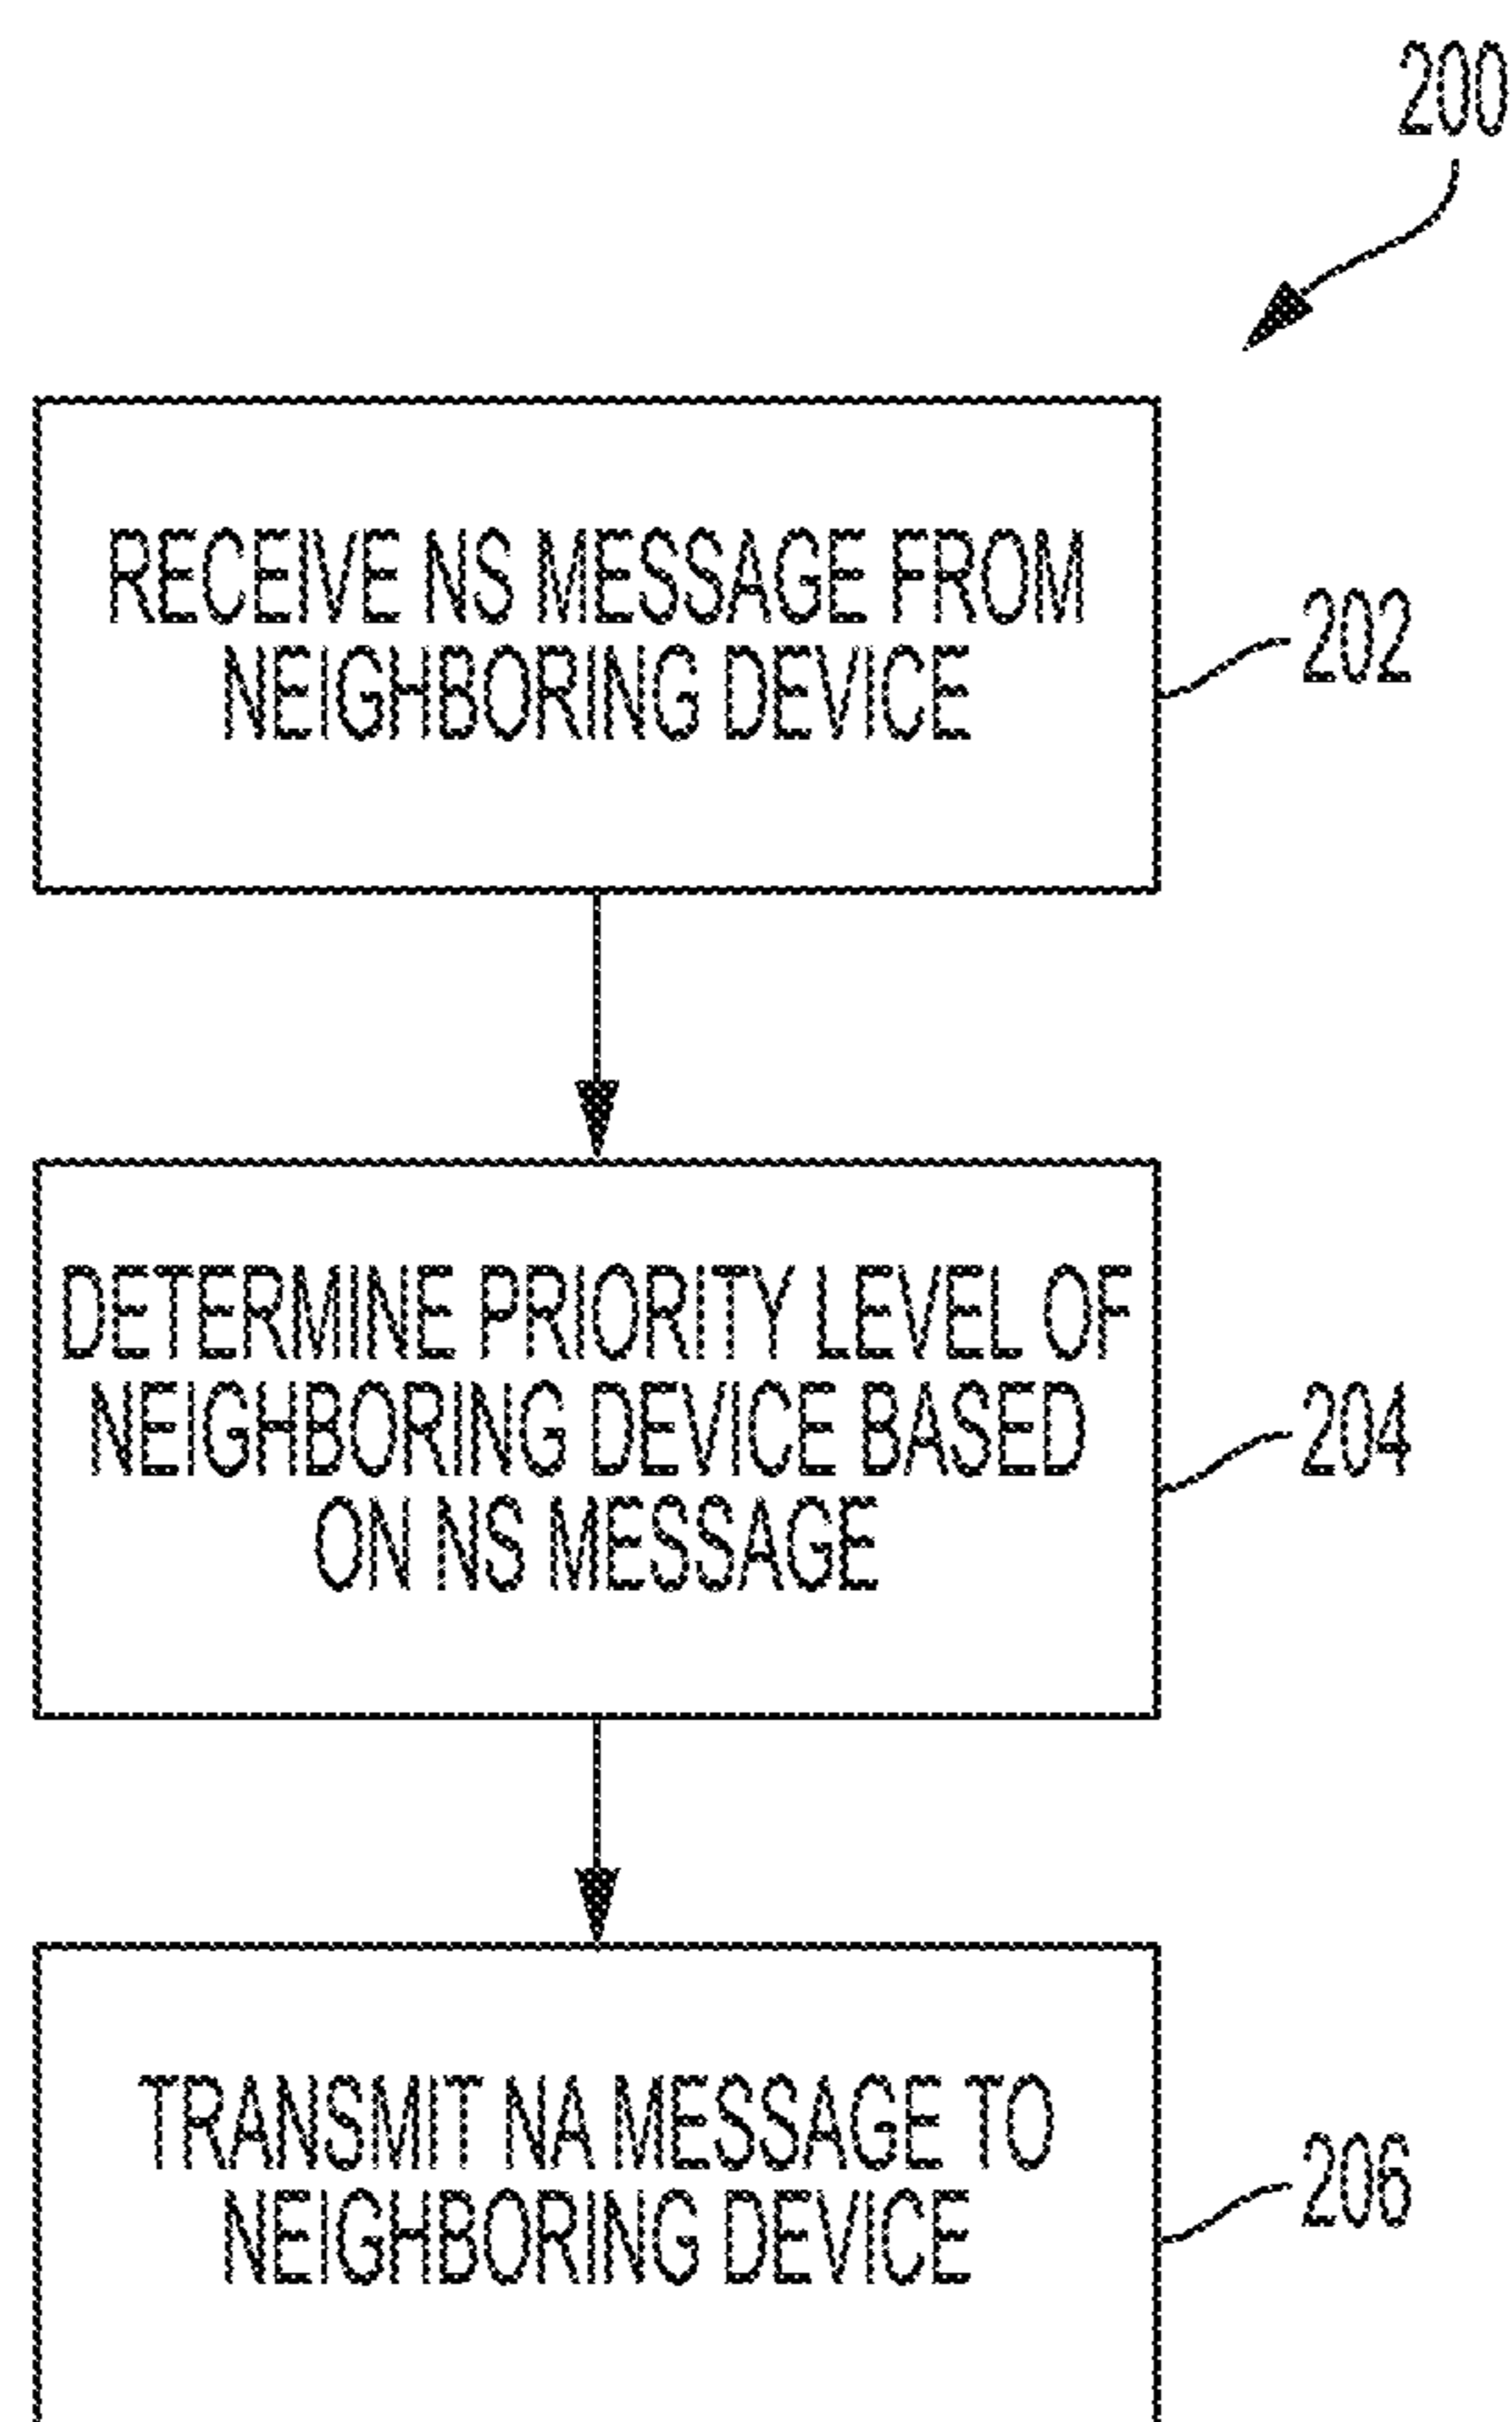 200
RECEIVE NS MESSAGE FROM
NEIGHBORING DEVICE
202
DETERMINE PRIORITY LEVEL OF
NEIGHBORING DEVICE BASED
ON NS MESSAGE
204
TRANSMIT NA MESSAGE TO
NEIGHBORING DEVICE
206